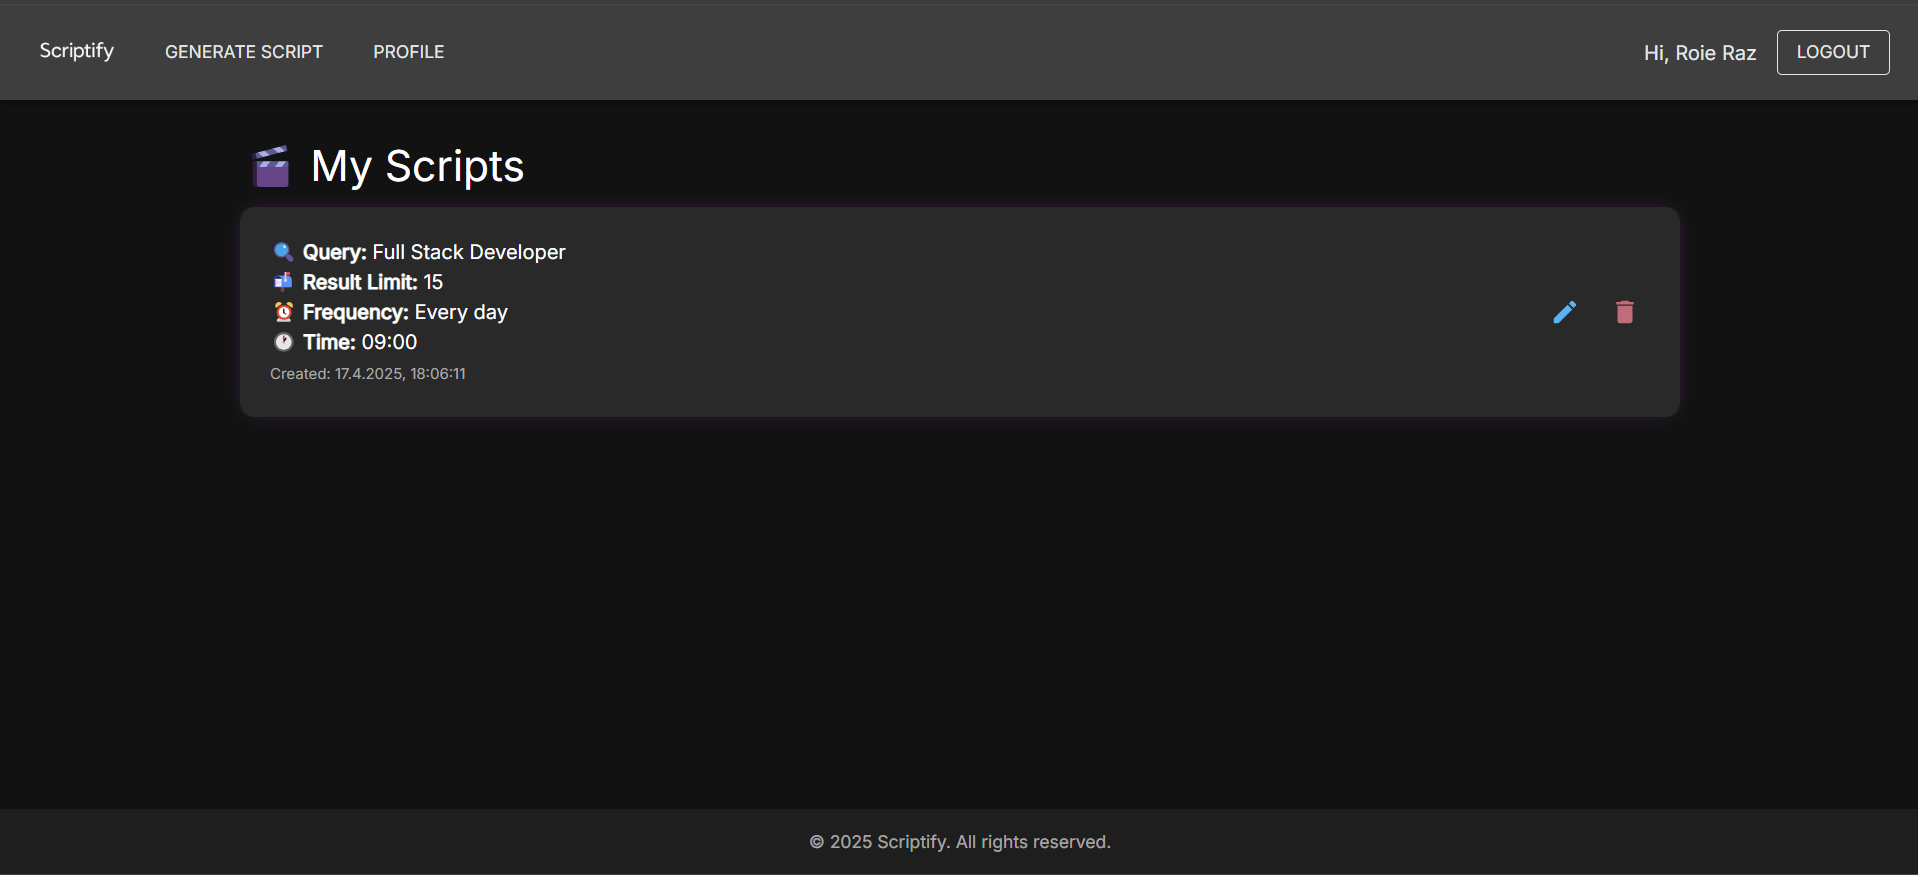 Scriptify GENERATE SCRIPT PROFILE Hi, Roie Raz LOGOUT
My Scripts
Query: Full Stack Developer
Result Limit: 15
Frequency: Every day
Time: 09:00
Created: 17.4.2025, 18:06:11
© 2025 Scriptify. All rights reserved.